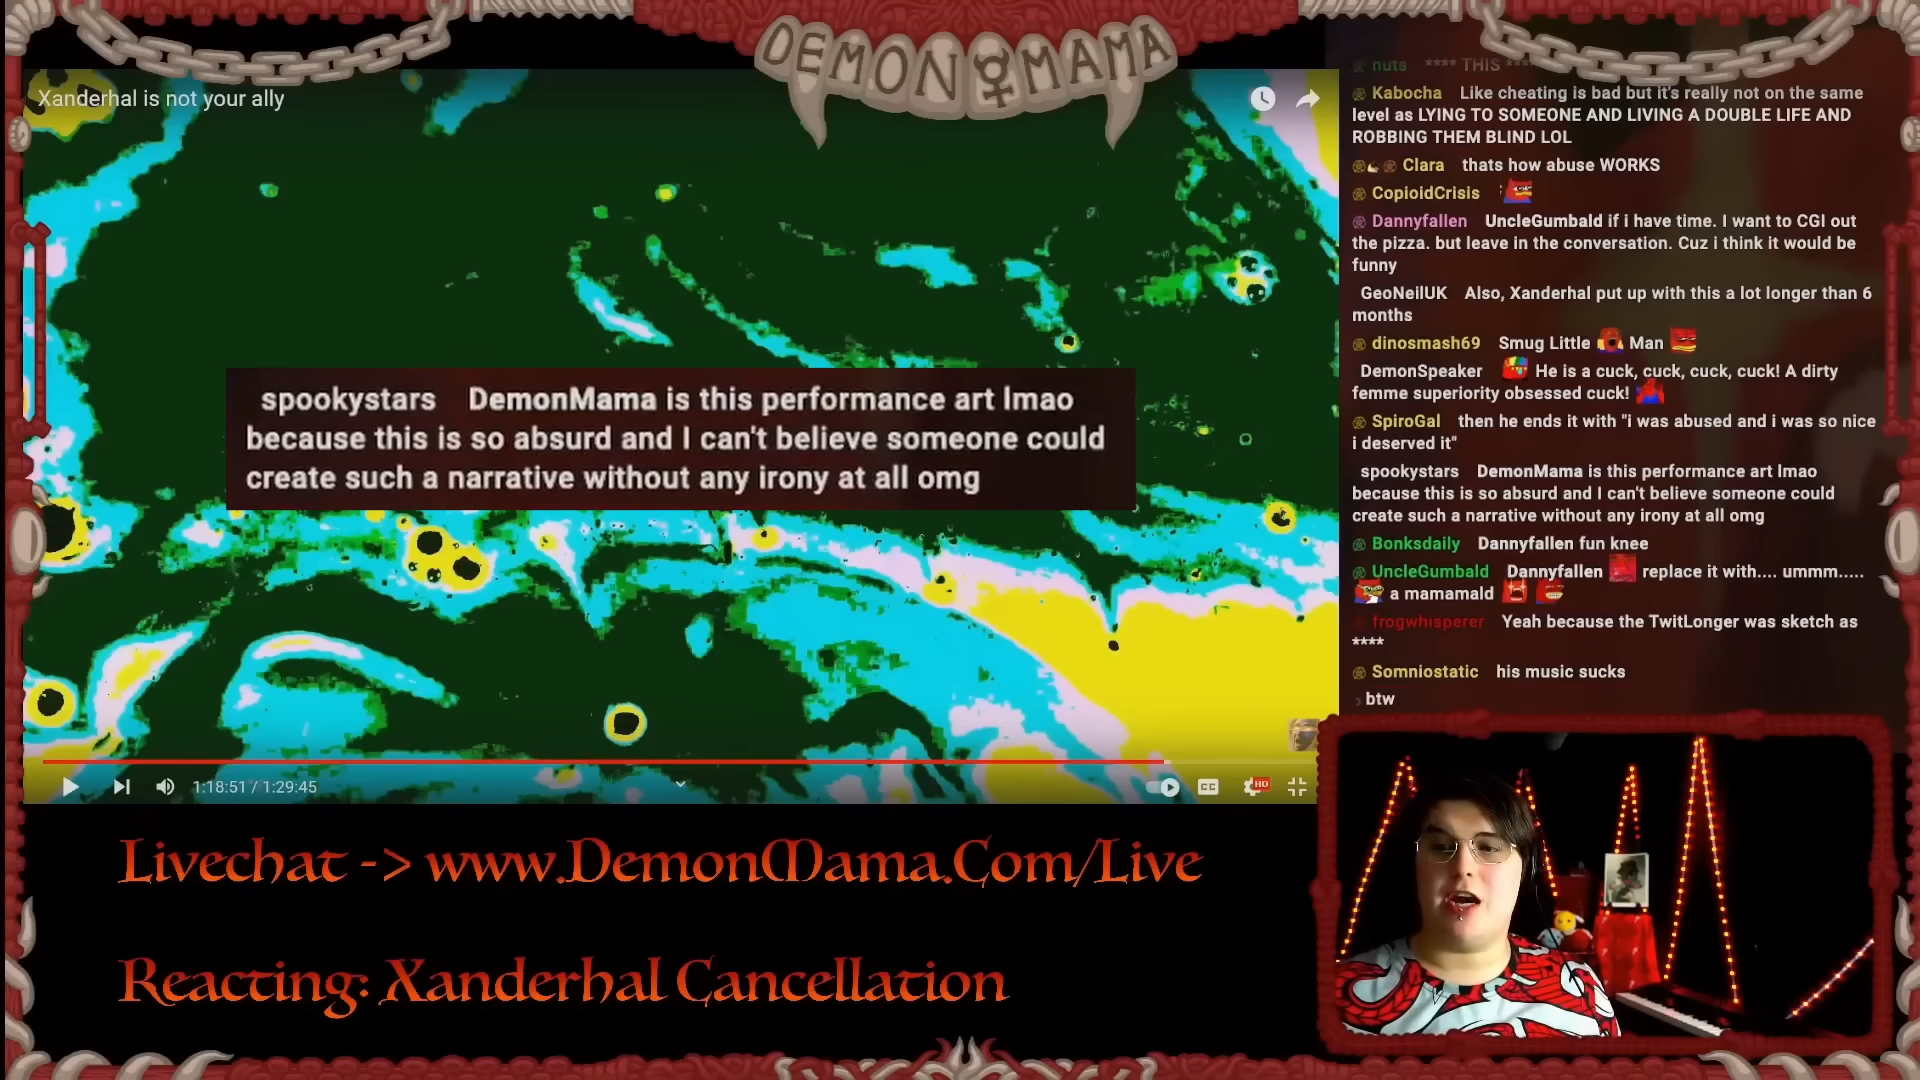 DEMON MAMA
Xanderhal is not your ally
spookystars DemonMama is this performance art lmao
because this is so absurd and I can't believe someone could
create such a narrative without any irony at all omg
1:18:51 / 1:29:45
CC
HD
Livechat -> www.DemonMama.Com/Live
Reacting: Xanderhal Cancellation
nuts **** THIS ****
Kabocha Like cheating is bad but it's really not on the same
level as LYING TO SOMEONE AND LIVING A DOUBLE LIFE AND
ROBBING THEM BLIND LOL
Clara thats how abuse WORKS
CopioidCrisis
Dannyfallen UncleGumbald if i have time. I want to CGI out
the pizza. but leave in the conversation. Cuz i think it would be
funny
GeoNeilUK Also, Xanderhal put up with this a lot longer than 6
months
dinosmash69 Smug Little Man
DemonSpeaker He is a cuck, cuck, cuck, cuck! A dirty
femme superiority obsessed cuck!
SpiroGal then he ends it with "i was abused and i was so nice
i deserved it"
spookystars DemonMama is this performance art lmao
because this is so absurd and I can't believe someone could
create such a narrative without any irony at all omg
Bonksdaily Dannyfallen fun knee
UncleGumbald Dannyfallen replace it with.... ummm.....
a mamamald
frogwhisperer Yeah because the TwitLonger was sketch as
****
Somniostatic his music sucks
btw